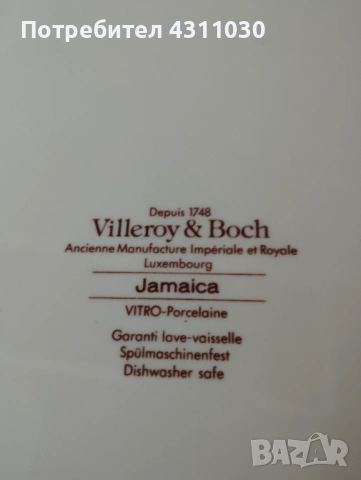 Потребител 4311030
Depuis 1748
Villeroy & Boch
Ancienne Manufacture Impériale et Royale
Luxembourg
Jamaica
VITRO-Porcelaine
Garanti lave-vaisselle
Spülmaschinenfest
Dishwasher safe
BAZAR